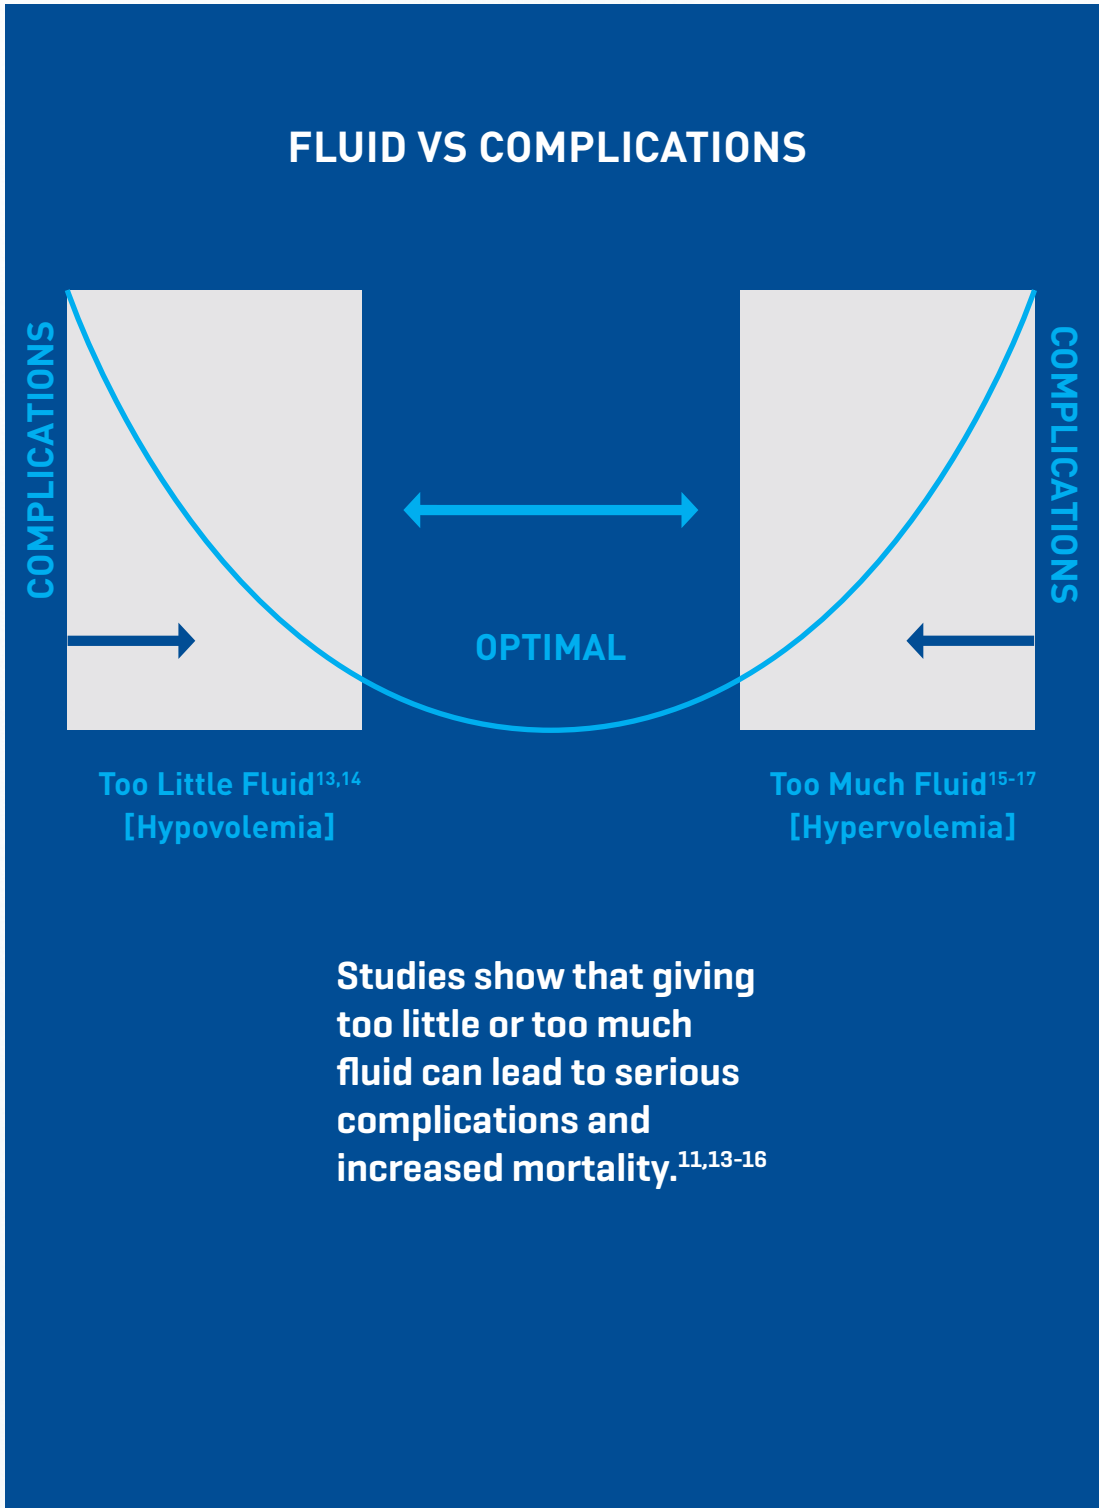 FLUID VS COMPLICATIONS
COMPLICATIONS
COMPLICATIONS
OPTIMAL
Too Little Fluid13,14
[Hypovolemia]
Too Much Fluid15-17
[Hypervolemia]
Studies show that giving
too little or too much
fluid can lead to serious
complications and
increased mortality.11,13-16